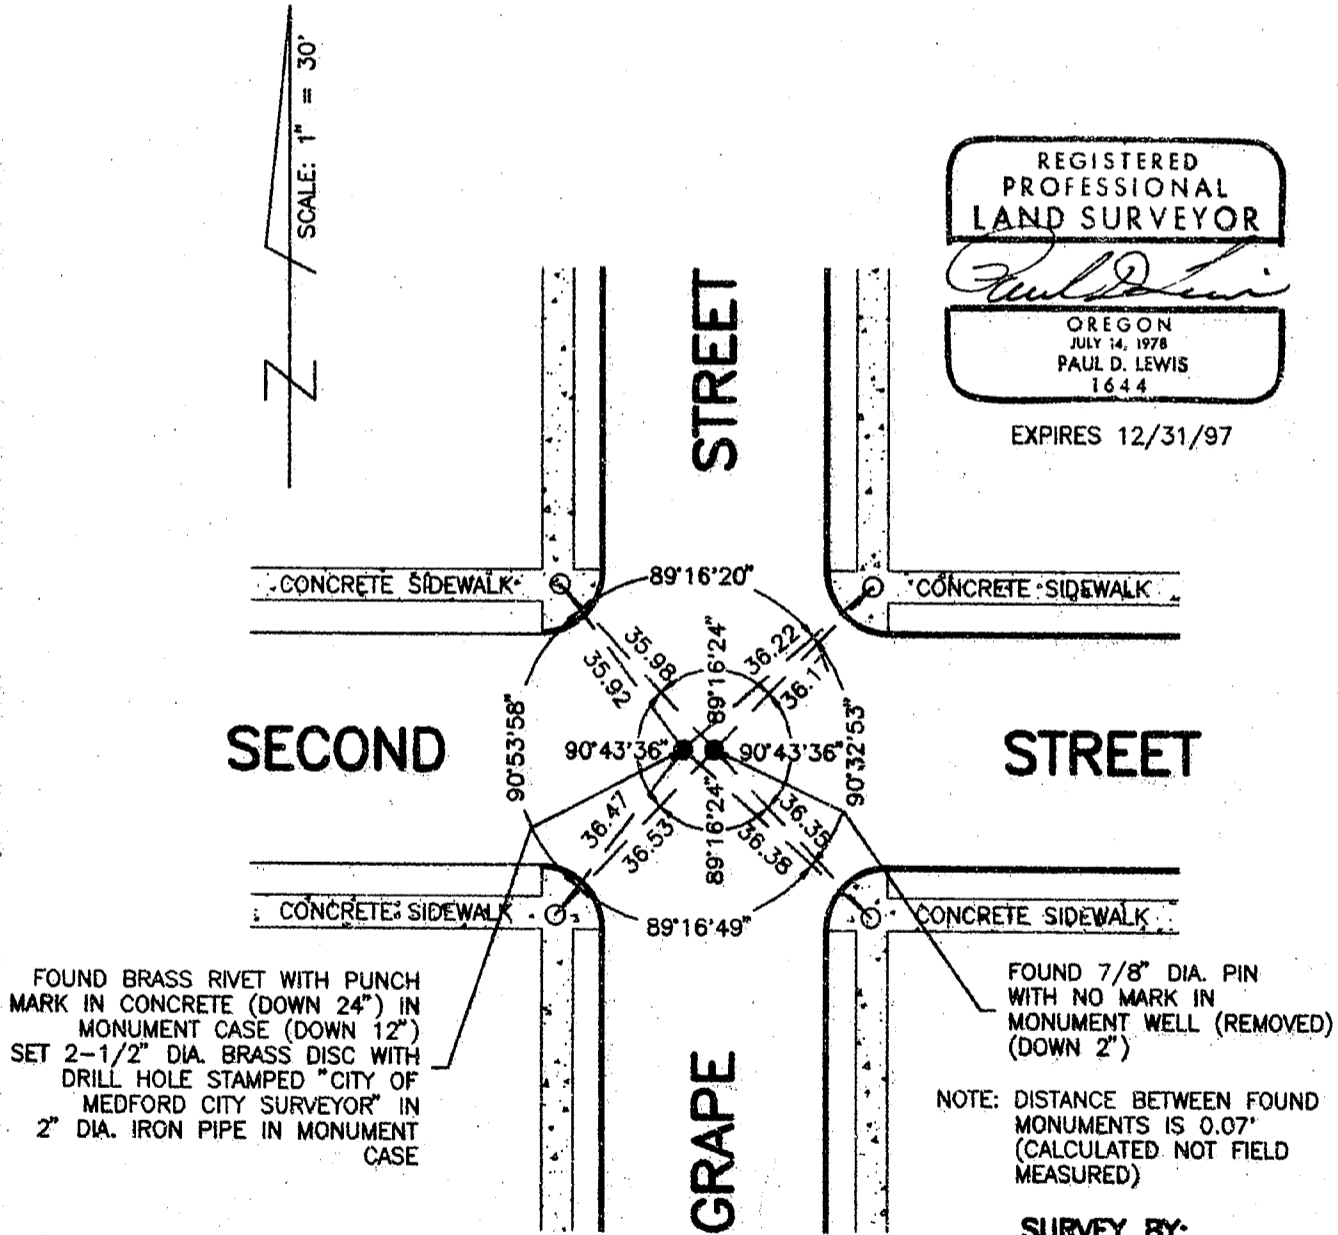 SCALE: 1" = 30'
REGISTERED
PROFESSIONAL
LAND SURVEYOR
Paul D Lewis
OREGON
JULY 14, 1978
PAUL D. LEWIS
1644
EXPIRES 12/31/97
STREET
CONCRETE SIDEWALK
89°16'20"
CONCRETE SIDEWALK
35.98
35.92
89°16'24"
36.22
36.17
SECOND
90°53'58"
90°43'36"
90°43'36"
90°32'53"
STREET
36.47
36.53
89°16'24"
36.35
36.38
CONCRETE SIDEWALK
89°16'49"
CONCRETE SIDEWALK
FOUND BRASS RIVET WITH PUNCH
MARK IN CONCRETE (DOWN 24") IN
MONUMENT CASE (DOWN 12")
SET 2-1/2" DIA. BRASS DISC WITH
DRILL HOLE STAMPED "CITY OF
MEDFORD CITY SURVEYOR" IN
2" DIA. IRON PIPE IN MONUMENT
CASE
GRAPE
FOUND 7/8" DIA. PIN
WITH NO MARK IN
MONUMENT WELL (REMOVED)
(DOWN 2")
NOTE: DISTANCE BETWEEN FOUND
MONUMENTS IS 0.07'
(CALCULATED NOT FIELD
MEASURED)
SURVEY BY: